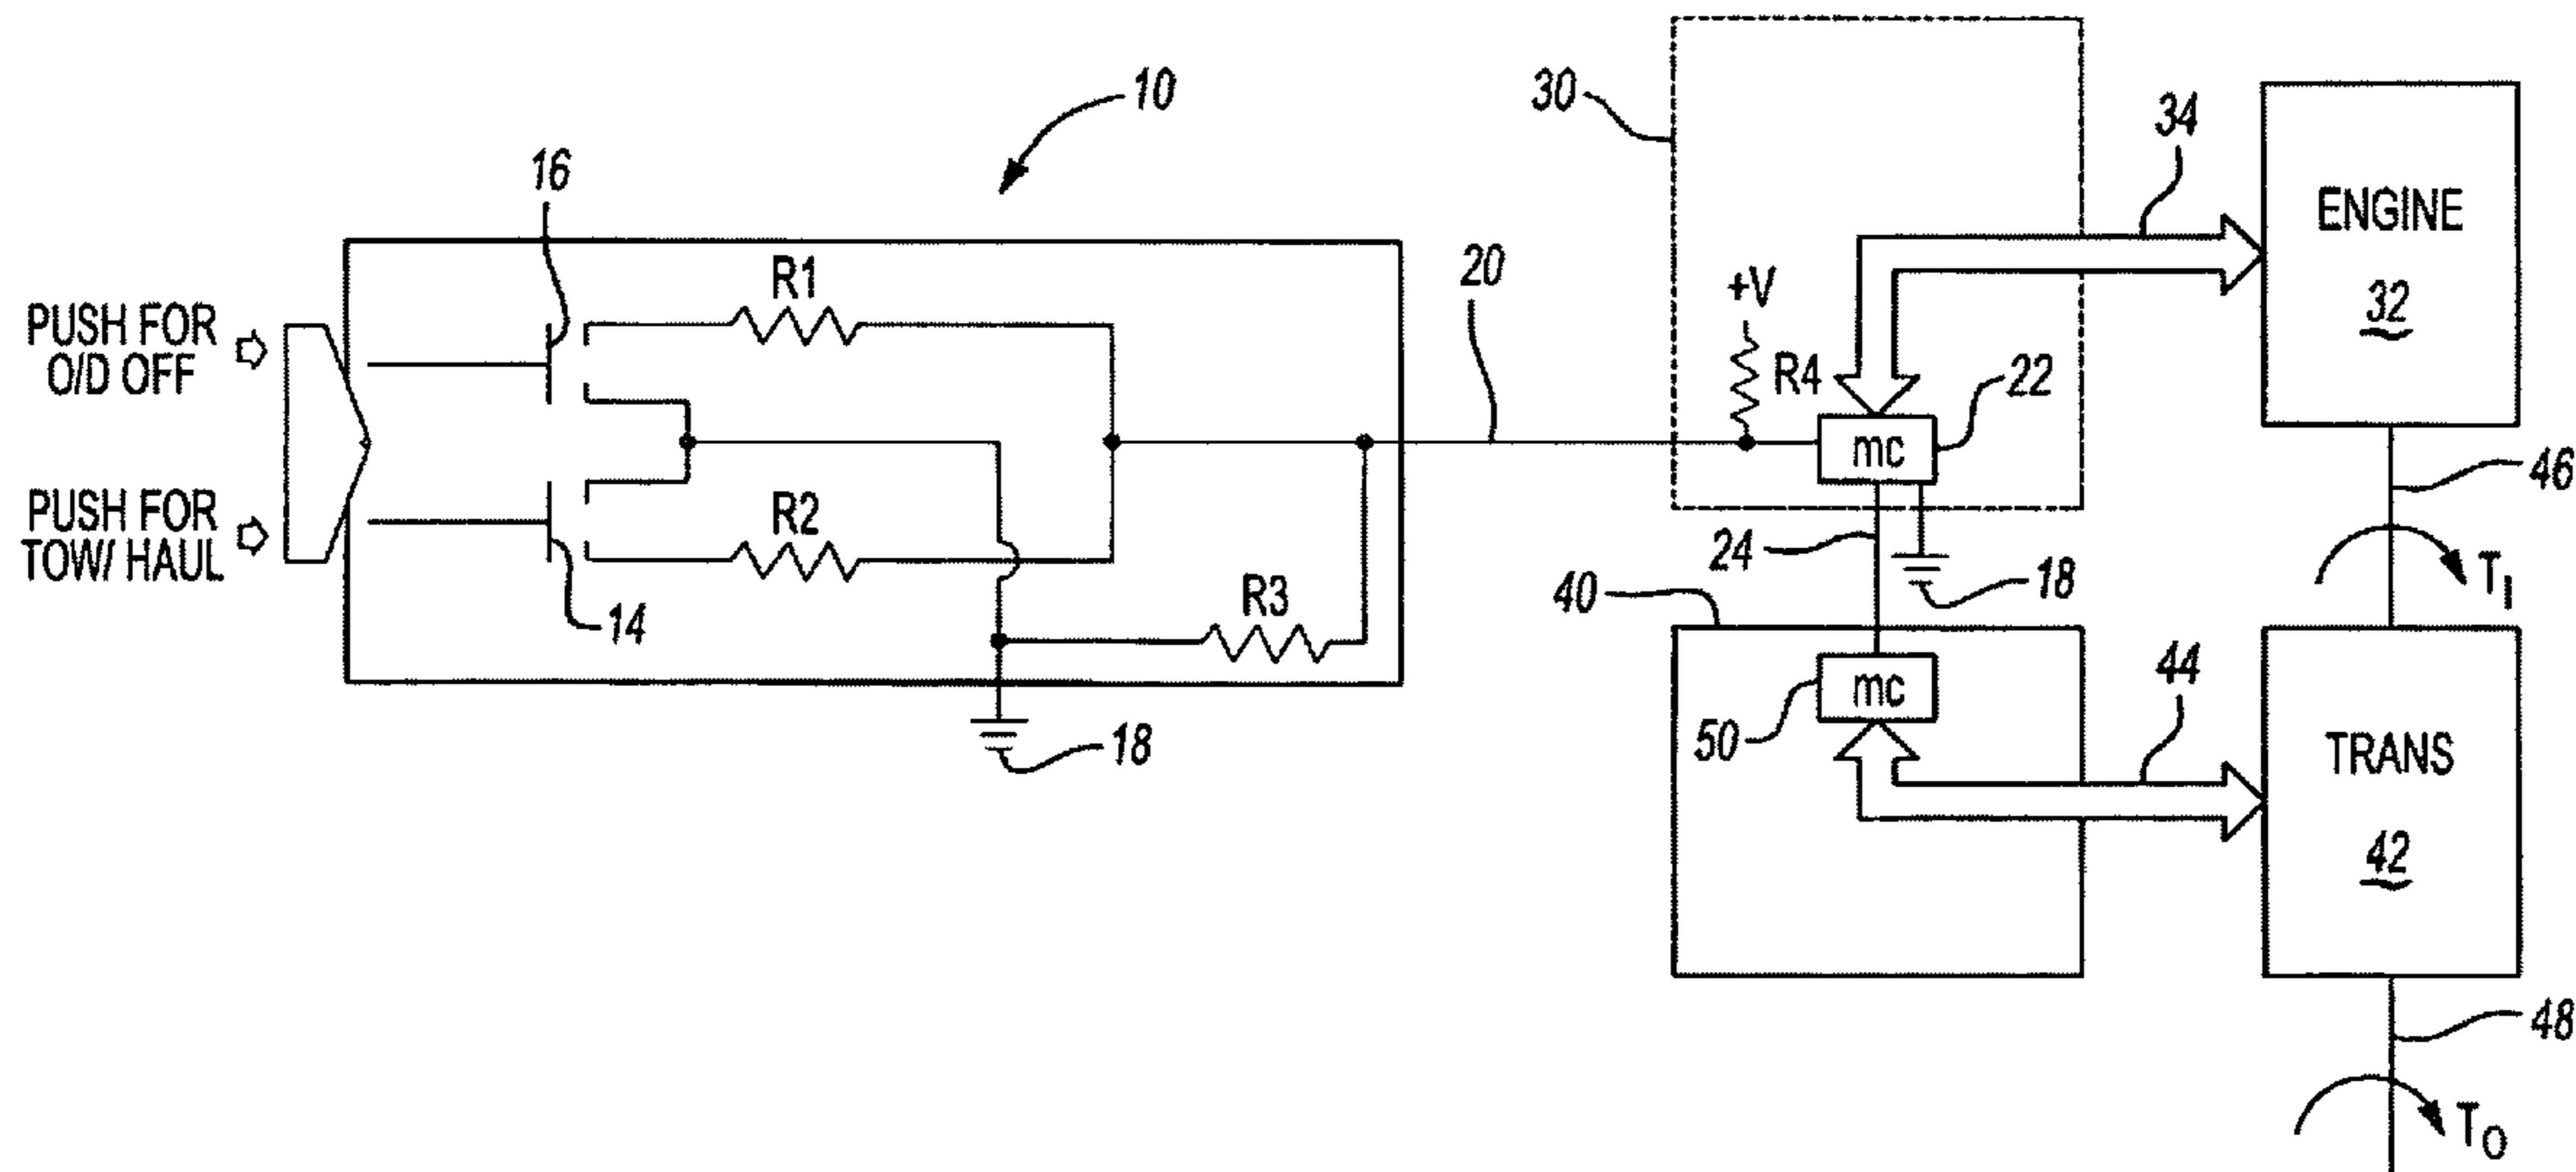 10
16
R1
PUSH FOR
O/D OFF
PUSH FOR
TOW/ HAUL
R2
14
R3
18
20
30
+V
R4
mc
22
34
ENGINE
32
24
18
46
TI
40
mc
50
44
TRANS
42
48
TO